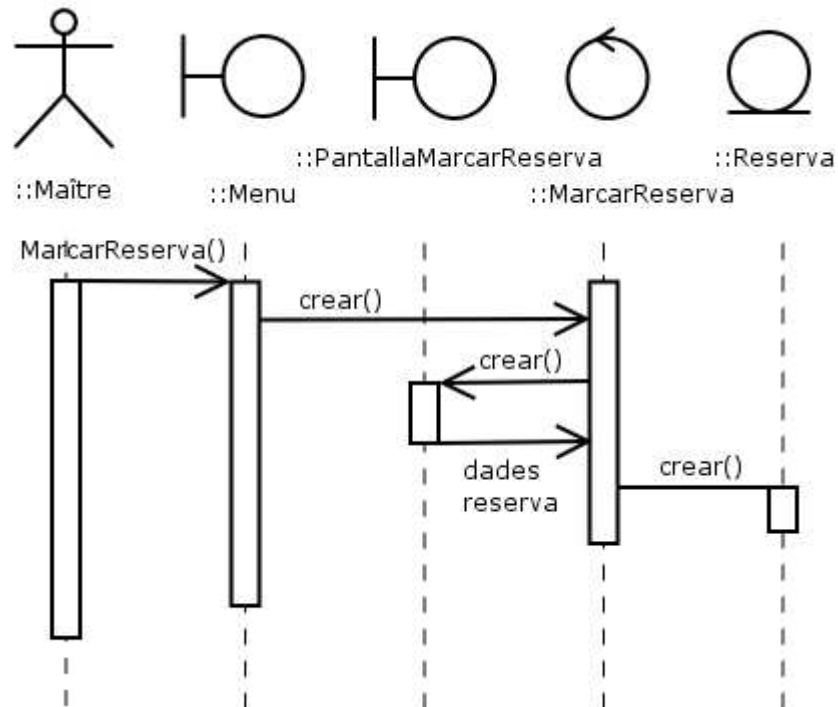 ::PantallaMarcarReserva
::Reserva
::Maître
::Menu
::MarcarReserva
MarcarReserva()
crear()
crear()
dades
reserva
crear()